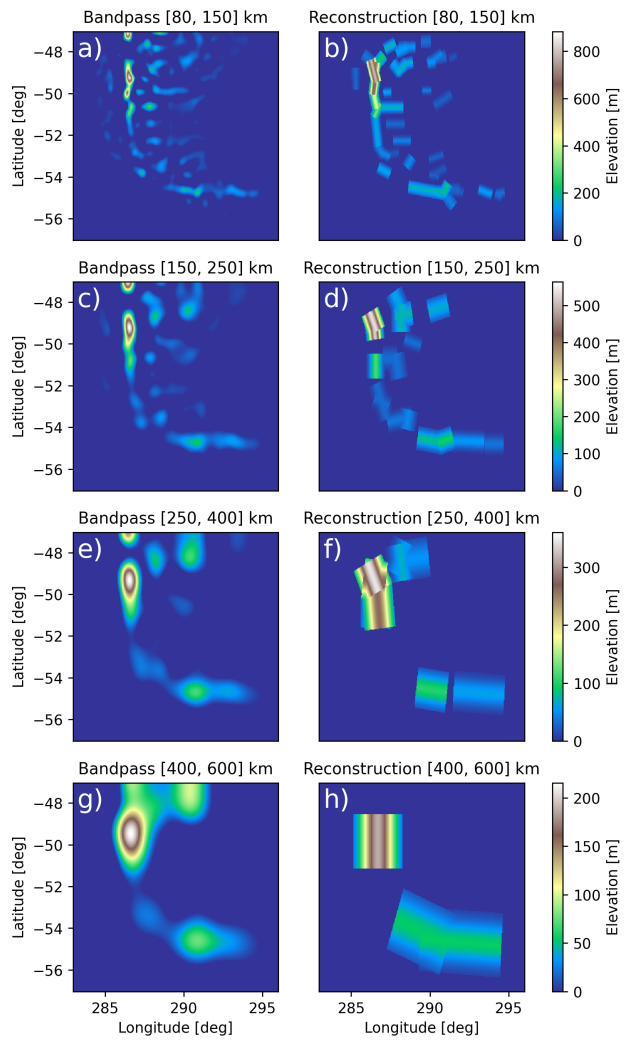 Bandpass [80, 150] km
Reconstruction [80, 150] km
a)
b)
−48
−50
−52
−54
−56
Latitude [deg]
0
200
400
600
800
Elevation [m]
Bandpass [150, 250] km
Reconstruction [150, 250] km
c)
d)
−48
−50
−52
−54
−56
Latitude [deg]
0
100
200
300
400
500
Elevation [m]
Bandpass [250, 400] km
Reconstruction [250, 400] km
e)
f)
−48
−50
−52
−54
−56
Latitude [deg]
0
100
200
300
Elevation [m]
Bandpass [400, 600] km
Reconstruction [400, 600] km
g)
h)
−48
−50
−52
−54
−56
Latitude [deg]
0
50
100
150
200
Elevation [m]
285 290 295
285 290 295
Longitude [deg]
Longitude [deg]